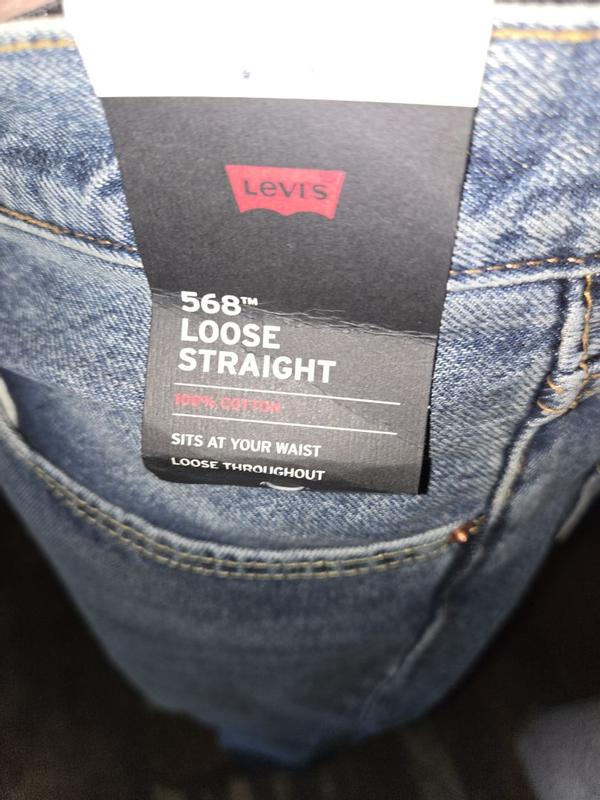 Levi's
568™
LOOSE
STRAIGHT
100% COTTON
SITS AT YOUR WAIST
LOOSE THROUGHOUT